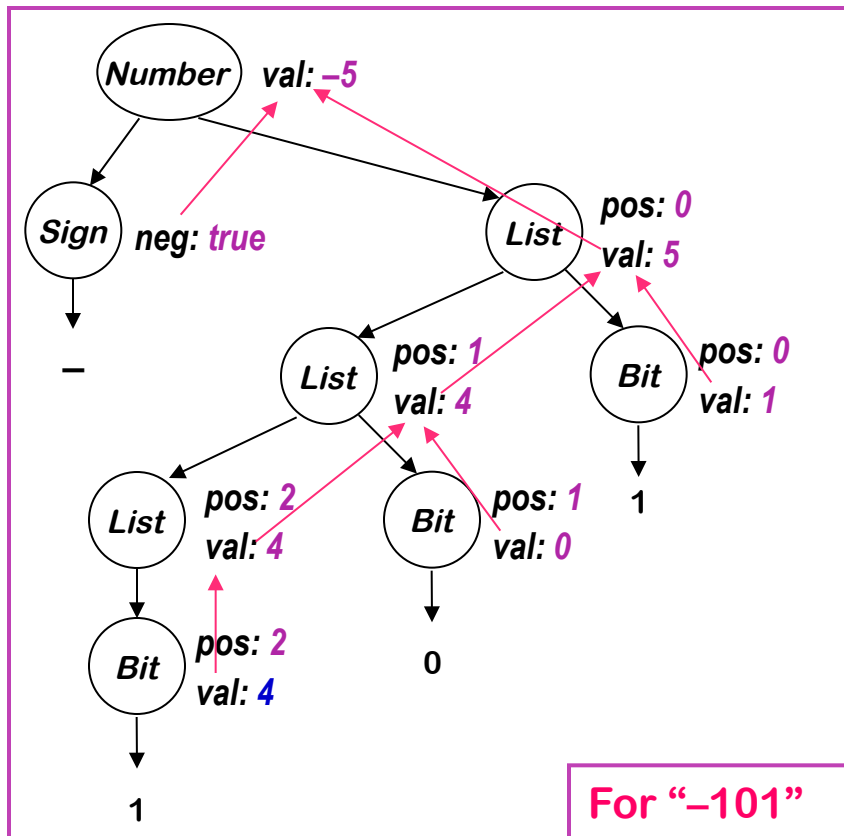 Number val: –5
Sign neg: true
List pos: 0
val: 5
–
List pos: 1
val: 4
Bit pos: 0
val: 1
List pos: 2
val: 4
Bit pos: 1
val: 0
1
Bit pos: 2
val: 4
0
1
For “–101”